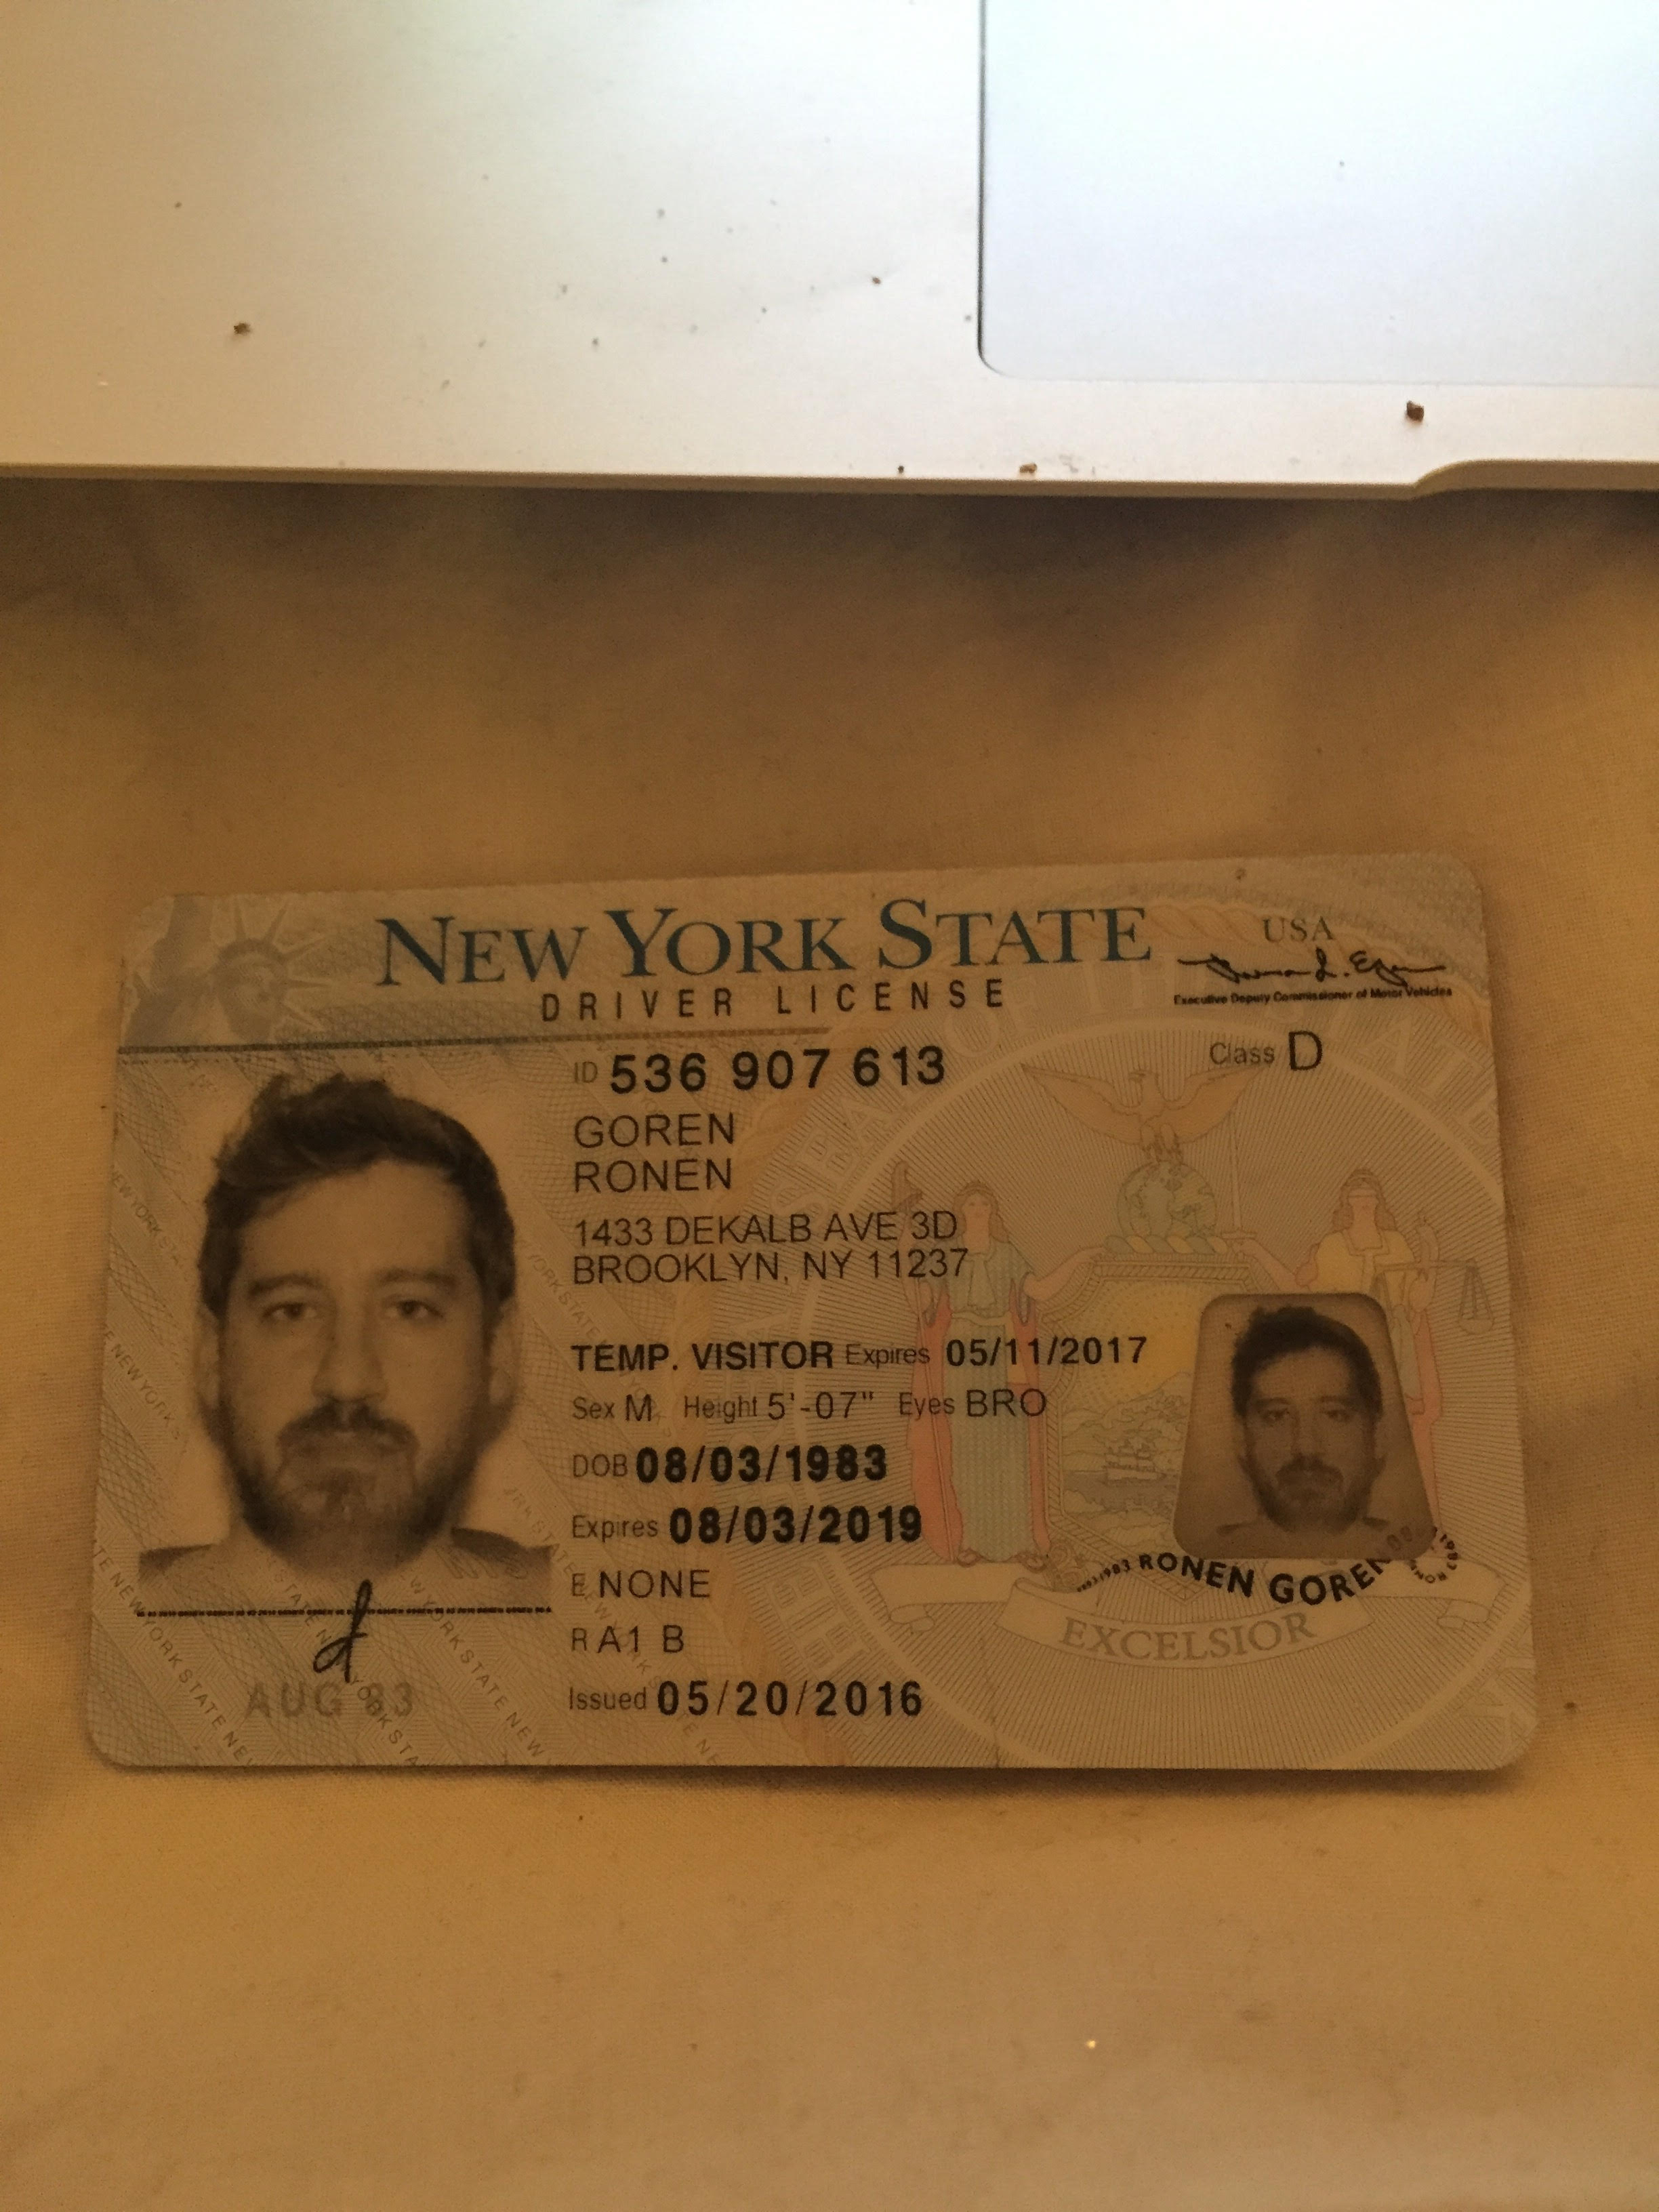 NEW YORK STATE
USA
DRIVER LICENSE
Executive Deputy Commissioner of Motor Vehicles
ID 536 907 613
Class D
GOREN
RONEN
1433 DEKALB AVE 3D
BROOKLYN, NY 11237
TEMP. VISITOR Expires 05/11/2017
Sex M Height 5'-07" Eyes BRO
DOB 08/03/1983
Expires 08/03/2019
E NONE
RONEN GOREN
R A1 B
EXCELSIOR
Issued 05/20/2016
AUG 83